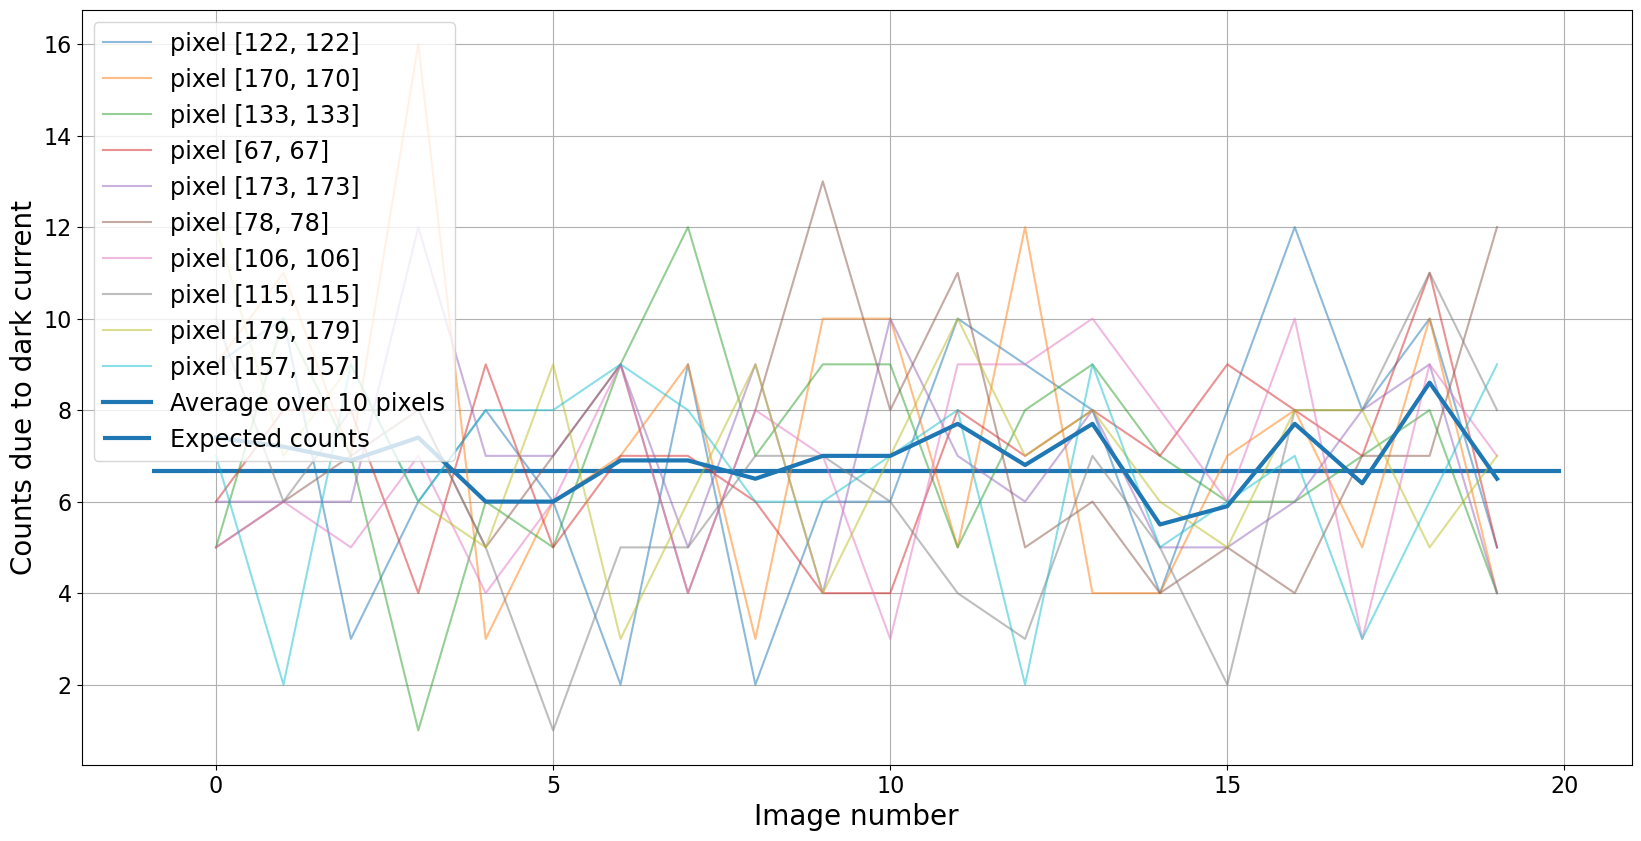 16
14
12
10
8
6
4
2
Counts due to dark current
pixel [122, 122]
pixel [170, 170]
pixel [133, 133]
pixel [67, 67]
pixel [173, 173]
pixel [78, 78]
pixel [106, 106]
pixel [115, 115]
pixel [179, 179]
pixel [157, 157]
Average over 10 pixels
Expected counts
0 5 10 15 20
Image number